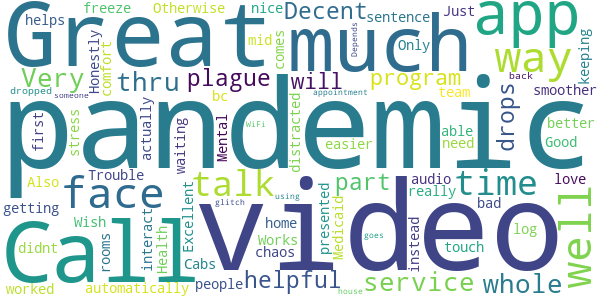 helps freeze Otherwise nice Just sentence app
Great much Decent Only comes mid Honestly comfort
Very thru plague will program way keeping
dropped someone Depends back
pandemic
first stress actually bc Waiting Mental appointment WiFi distracted team easier able need drops smoother better Good
Also Trouble face talk part audio really time bad love
getting Wish rooms interact Health Excellent home Works chaos presented Medicaid instead touch log well
Call video
didnt Cabs using glitch goes
worked automatically people helpful house service whole